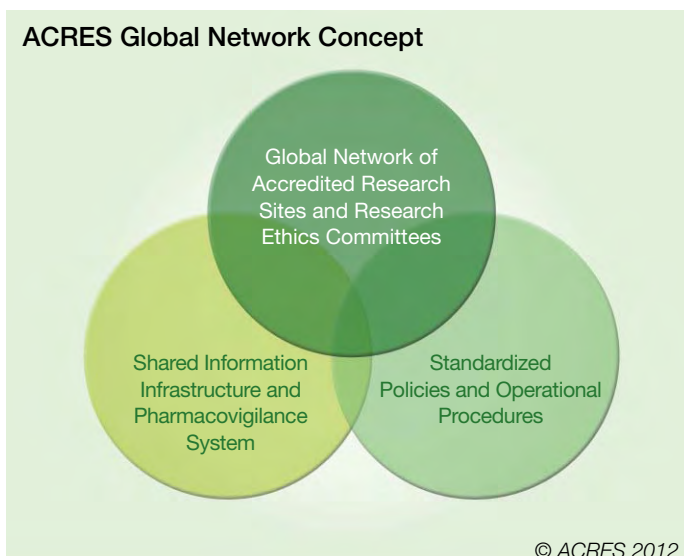 ACRES Global Network Concept
Global Network of
Accredited Research
Sites and Research
Ethics Committees
Shared Information
Infrastructure and
Pharmacovigilance
System
Standardized
Policies and Operational
Procedures
© ACRES 2012